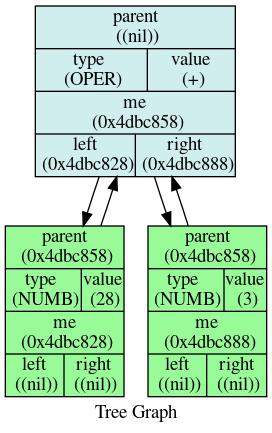 parent
((nil))
type value
(OPER) (+)
me
(0x4dbc858)
left right
(0x4dbc828) (0x4dbc888)
parent
(0x4dbc858)
type value
(NUMB) (28)
me
(0x4dbc828)
left right
((nil)) ((nil))
parent
(0x4dbc858)
type value
(NUMB) (3)
me
(0x4dbc888)
left right
((nil)) ((nil))
Tree Graph